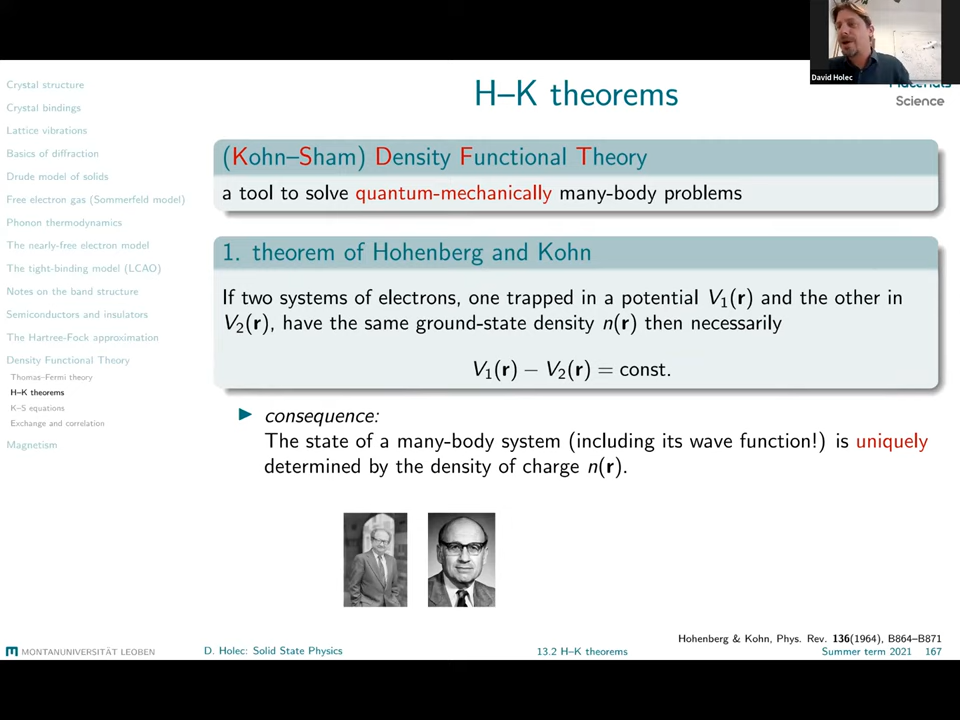 David Holec
Materials
Science
H–K theorems
Crystal structure
Crystal bindings
Lattice vibrations
Basics of diffraction
Drude model of solids
Free electron gas (Sommerfeld model)
Phonon thermodynamics
The nearly-free electron model
The tight-binding model (LCAO)
Notes on the band structure
Semiconductors and insulators
The Hartree-Fock approximation
Density Functional Theory
Thomas–Fermi theory
H–K theorems
K–S equations
Exchange and correlation
Magnetism
(Kohn–Sham) Density Functional Theory
a tool to solve quantum-mechanically many-body problems
1. theorem of Hohenberg and Kohn
If two systems of electrons, one trapped in a potential V₁(r) and the other in
V₂(r), have the same ground-state density n(r) then necessarily
V₁(r) − V₂(r) = const.
▶ consequence:
The state of a many-body system (including its wave function!) is uniquely
determined by the density of charge n(r).
Hohenberg & Kohn, Phys. Rev. 136(1964), B864–B871
MONTANUNIVERSITÄT LEOBEN
D. Holec: Solid State Physics
13.2 H–K theorems
Summer term 2021 167